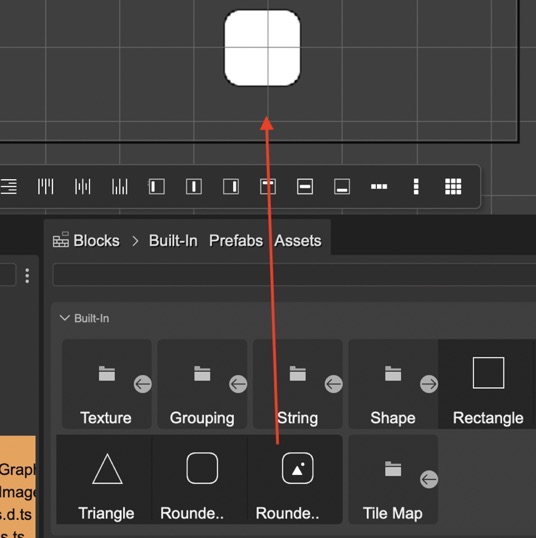 Blocks > Built-In Prefabs Assets
Built-In
Texture Grouping String Shape Rectangle
Triangle Rounde.. Rounde.. Tile Map
Graph
Image
s.d.ts
s.ts